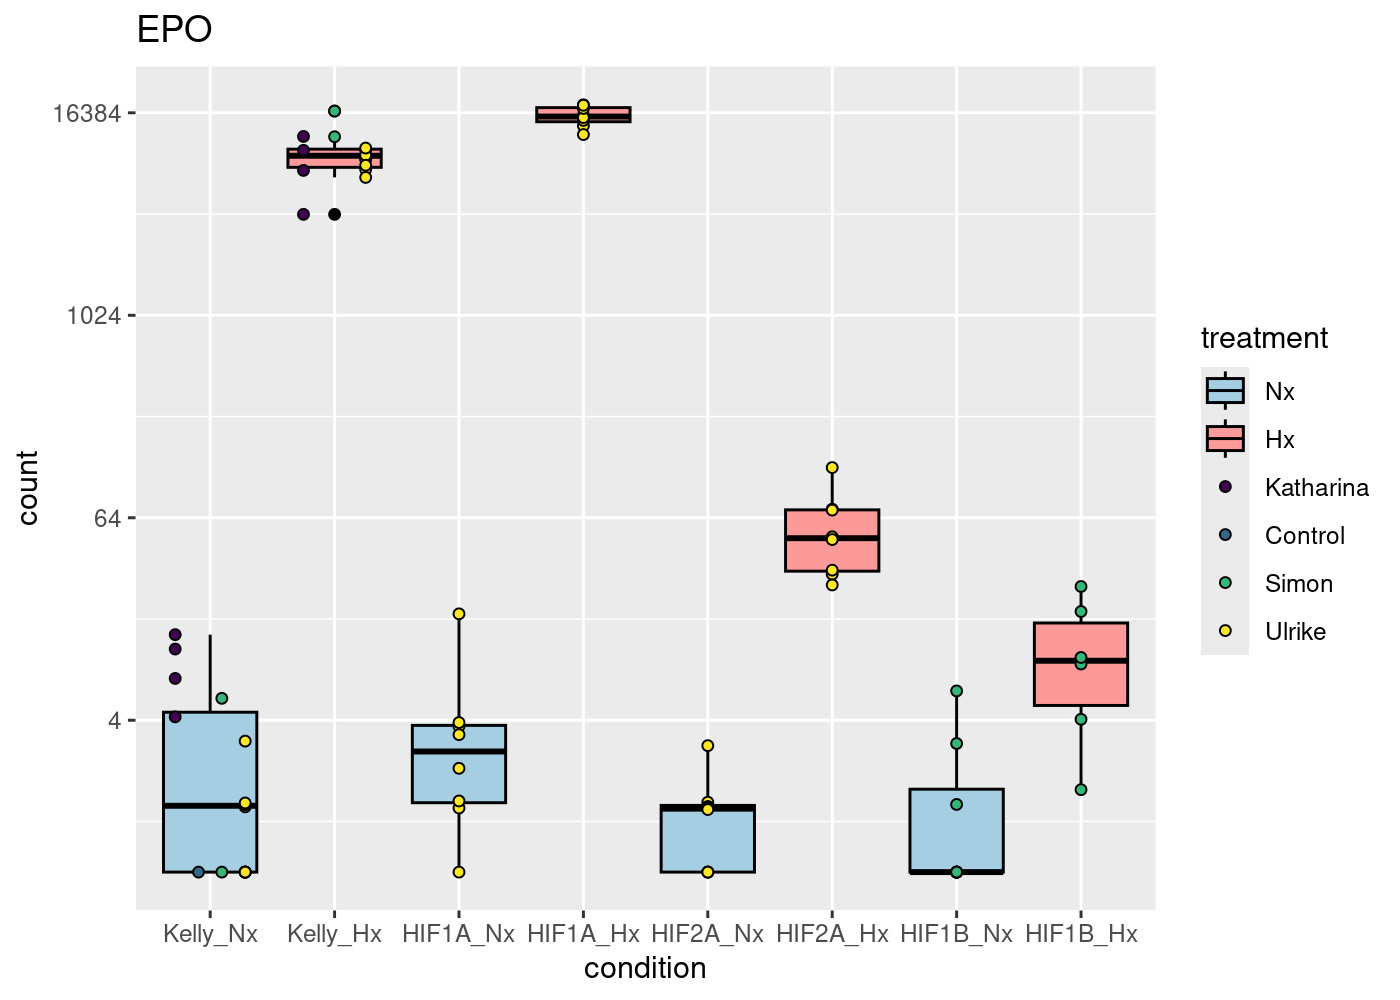 EPO
16384
1024
64
4
count
Kelly_Nx Kelly_Hx HIF1A_Nx HIF1A_Hx HIF2A_Nx HIF2A_Hx HIF1B_Nx HIF1B_Hx
condition
treatment
Nx
Hx
Katharina
Control
Simon
Ulrike